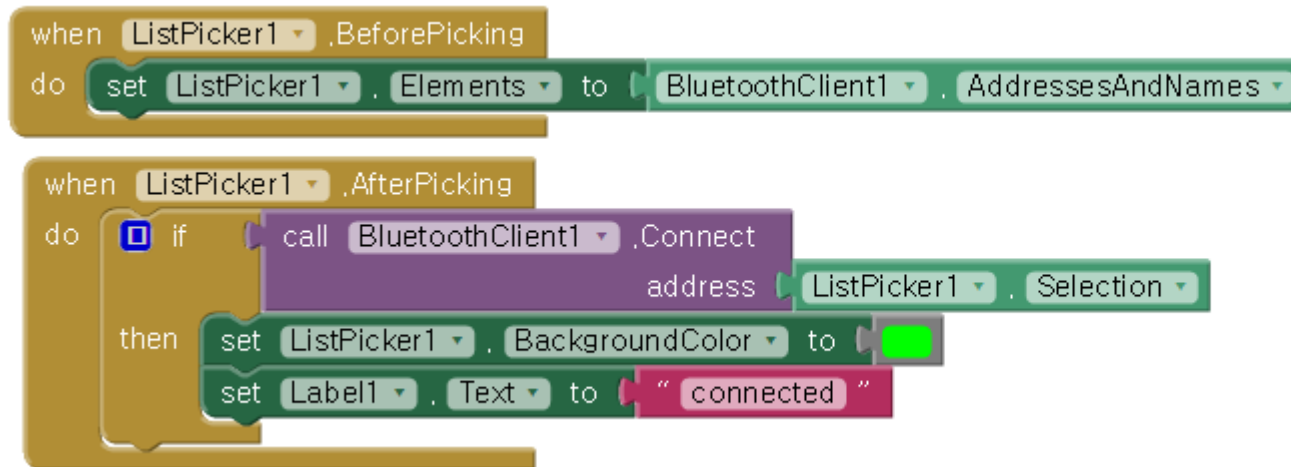 when ListPicker1 .BeforePicking
do set ListPicker1 . Elements to BluetoothClient1 . AddressesAndNames
when ListPicker1 .AfterPicking
do if call BluetoothClient1 .Connect
address ListPicker1 . Selection
then set ListPicker1 . BackgroundColor to
set Label1 . Text to “ connected ”